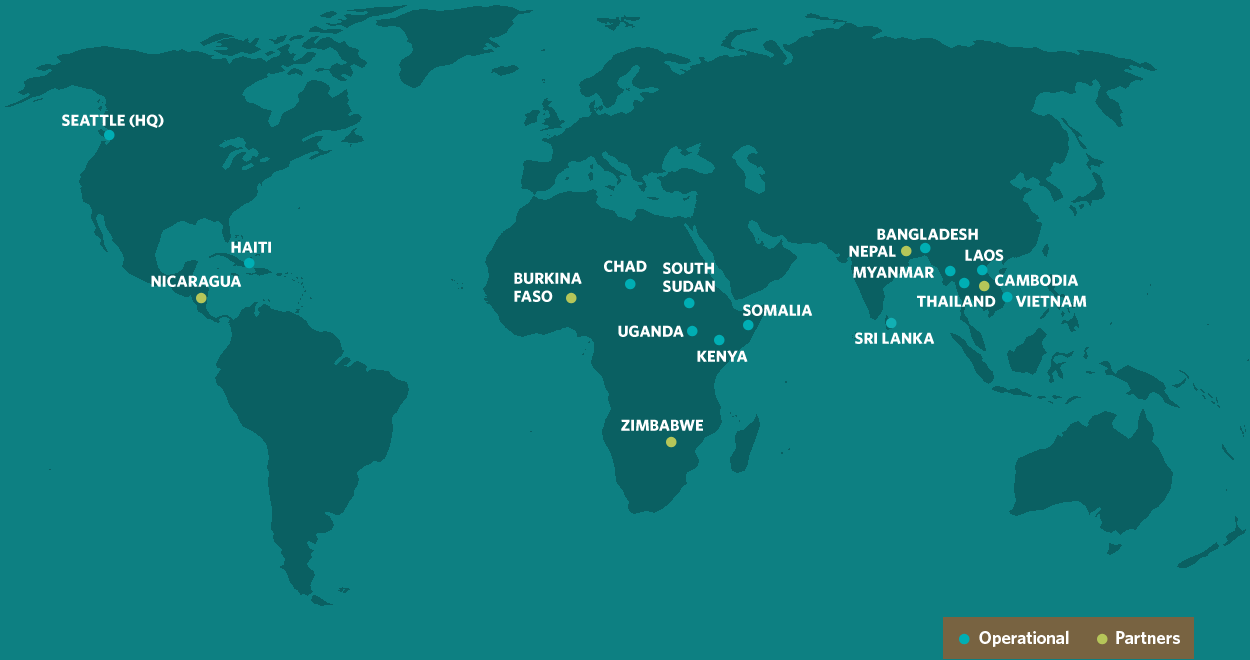 SEATTLE (HQ)
HAITI
NICARAGUA
BURKINA
FASO
CHAD
SOUTH
SUDAN
SOMALIA
UGANDA
KENYA
ZIMBABWE
BANGLADESH
NEPAL
LAOS
MYANMAR
CAMBODIA
THAILAND
VIETNAM
SRI LANKA
Operational
Partners